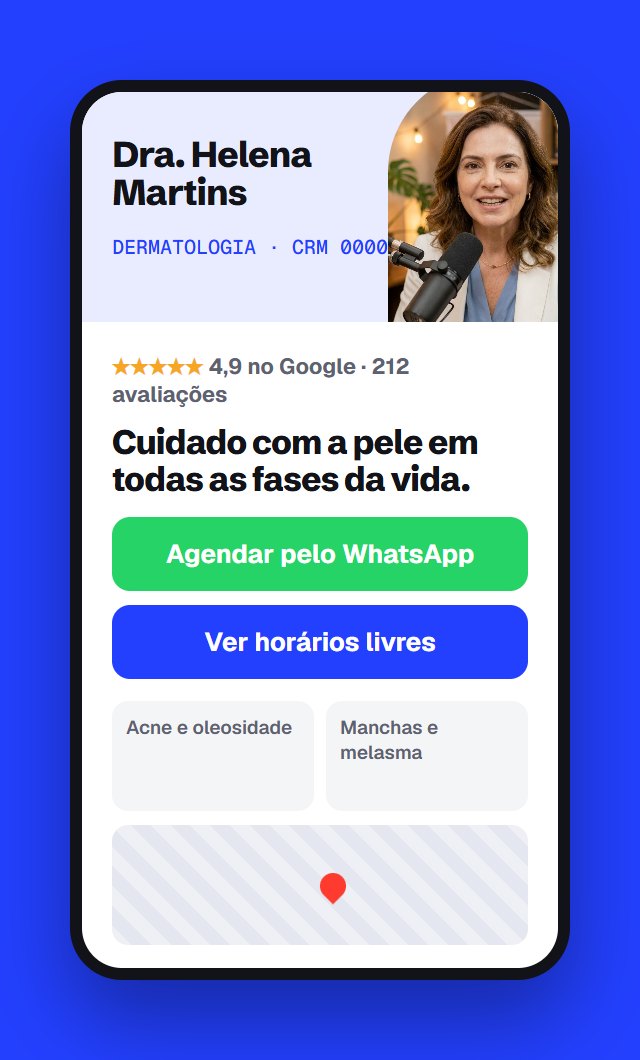 Dra. Helena
Martins
DERMATOLOGIA · CRM 0000
★★★★★ 4,9 no Google · 212
avaliações
Cuidado com a pele em
todas as fases da vida.
Agendar pelo WhatsApp
Ver horários livres
Acne e oleosidade
Manchas e
melasma